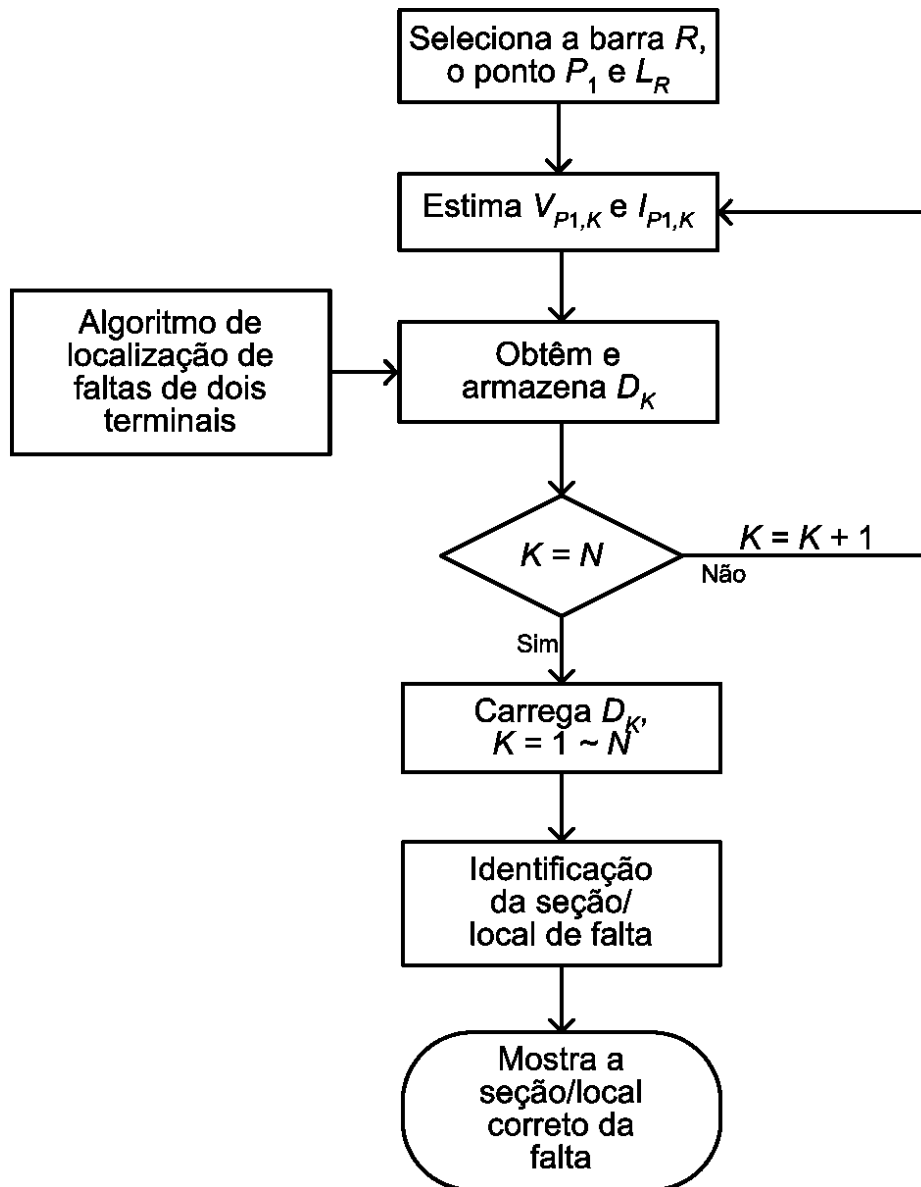 Seleciona a barra R,
o ponto P1 e LR
Estima VP1,K e IP1,K
Algoritmo de
localização de
faltas de dois
terminais
Obtêm e
armazena DK
K = N
K = K + 1
Não
Sim
Carrega DK,
K = 1 ~ N
Identificação
da seção/
local de falta
Mostra a
seção/local
correto da
falta